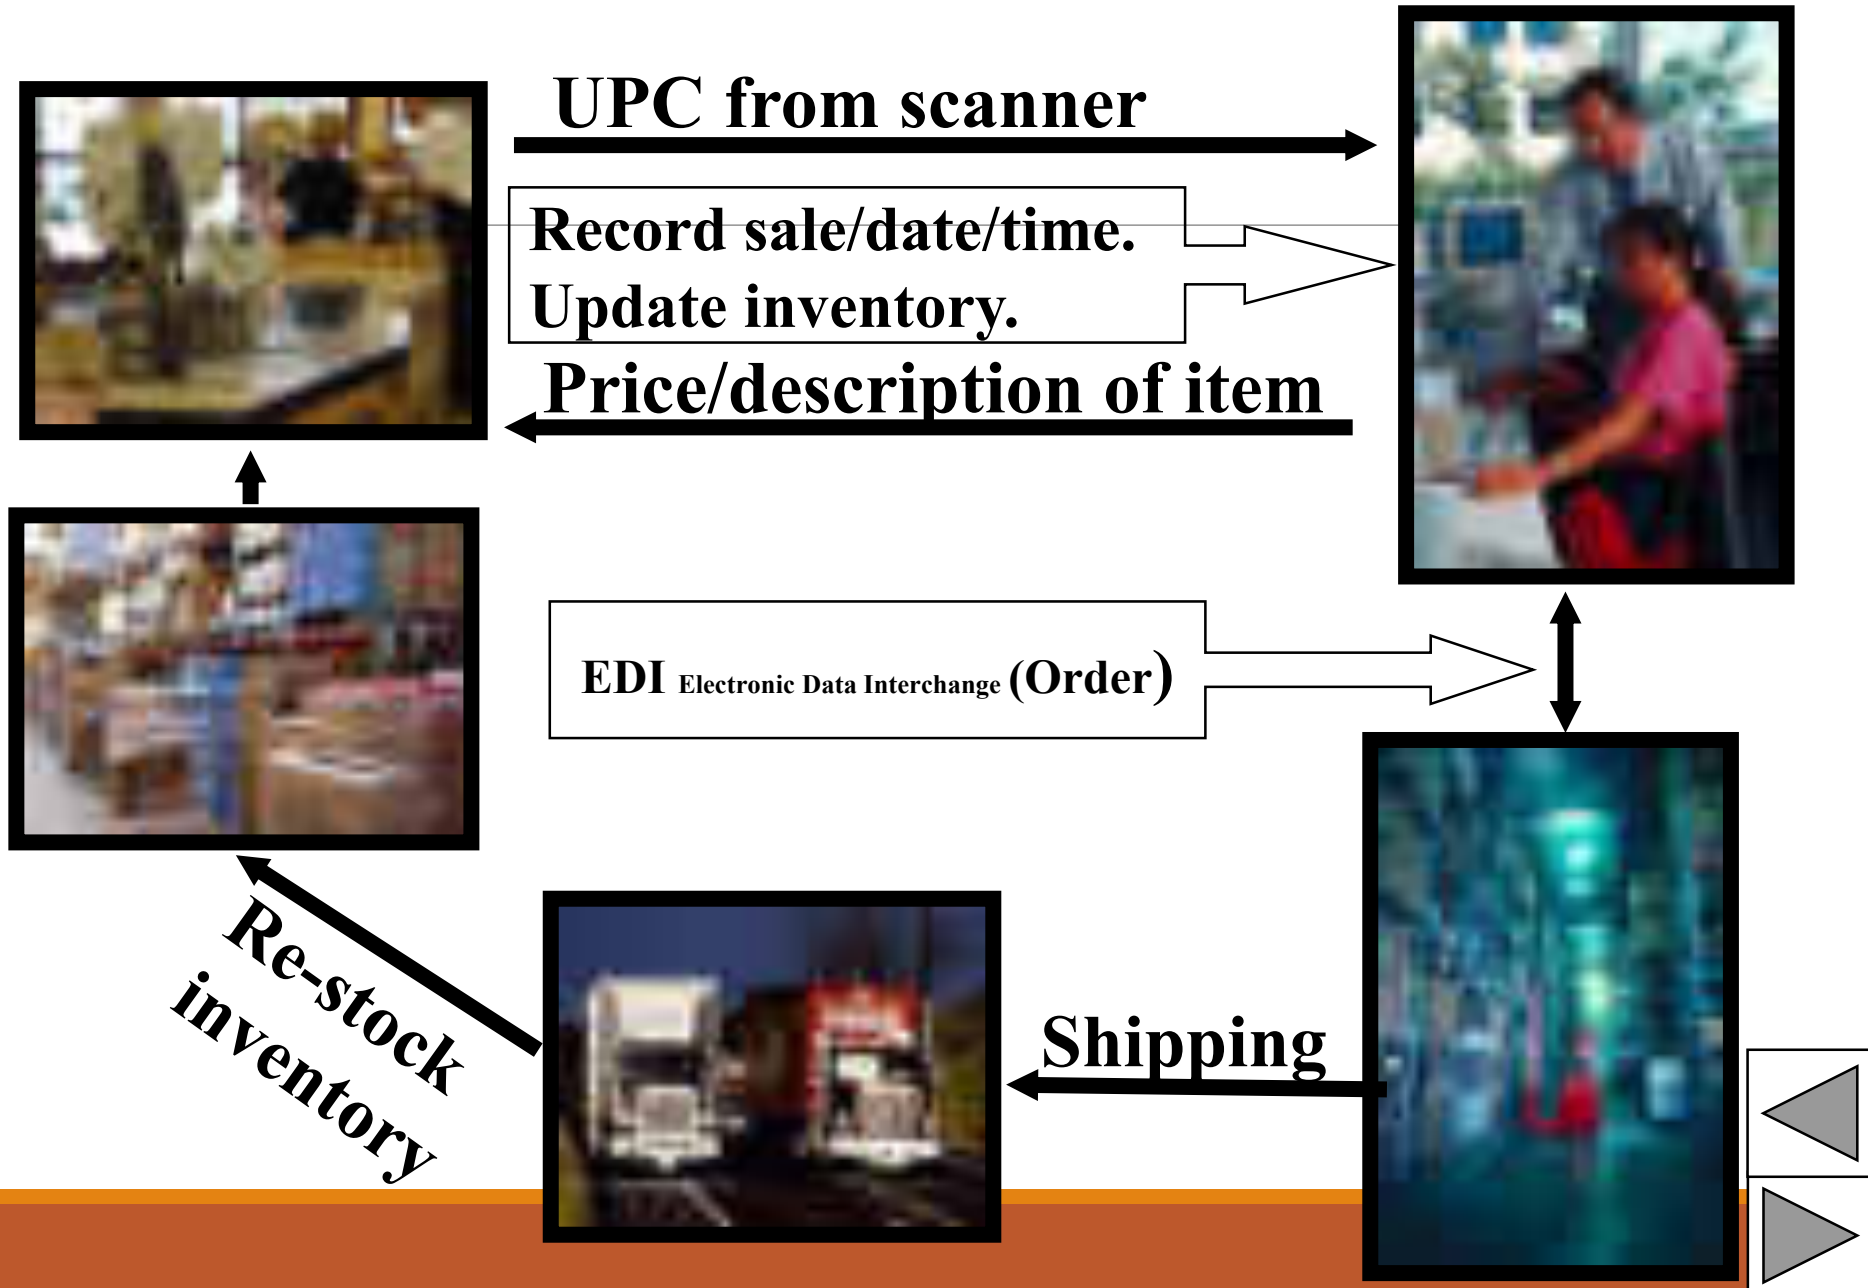 UPC from scanner
Record sale/date/time.
Update inventory.
Price/description of item
EDI Electronic Data Interchange (Order)
Shipping
Re-stock
inventory